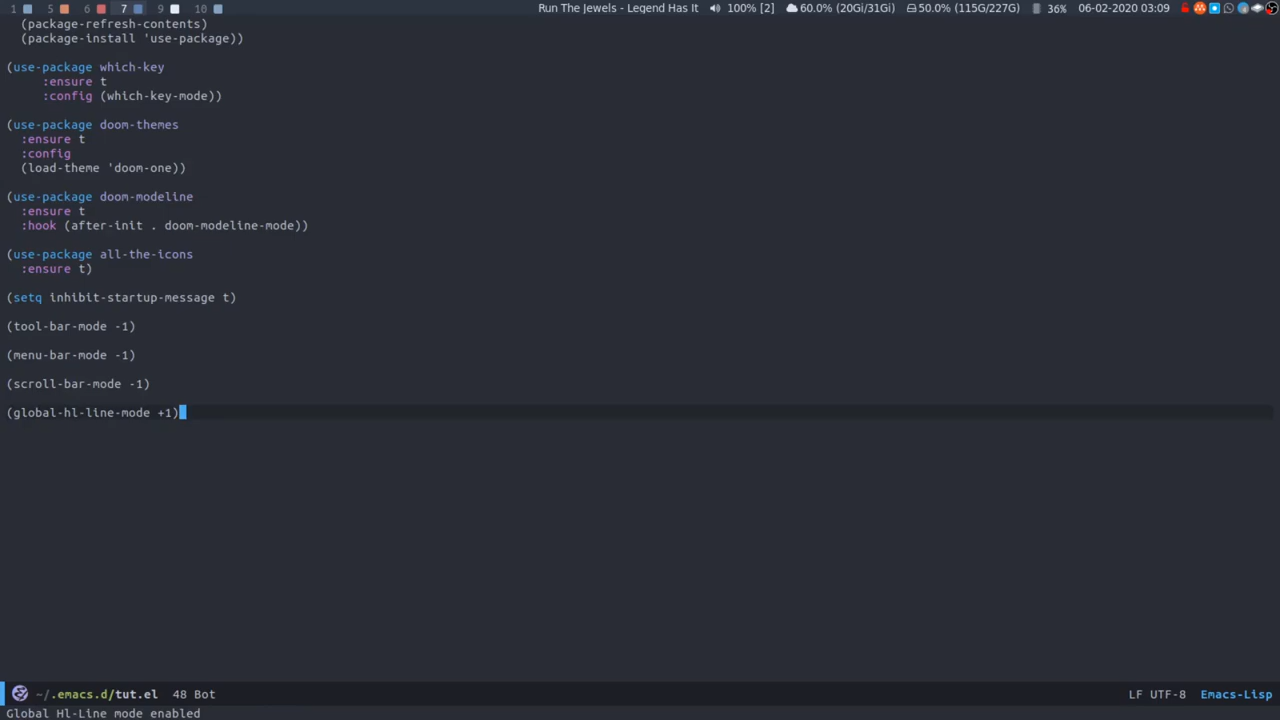 1 5 6 7 9 10 Run The Jewels - Legend Has It 100% [2] 60.0% (20Gi/31Gi) 50.0% (115G/227G) 36% 06-02-2020 03:09
(package-refresh-contents)
(package-install 'use-package))
(use-package which-key
:ensure t
:config (which-key-mode))
(use-package doom-themes
:ensure t
:config
(load-theme 'doom-one))
(use-package doom-modeline
:ensure t
:hook (after-init . doom-modeline-mode))
(use-package all-the-icons
:ensure t)
(setq inhibit-startup-message t)
(tool-bar-mode -1)
(menu-bar-mode -1)
(scroll-bar-mode -1)
(global-hl-line-mode +1)
~/.emacs.d/tut.el 48 Bot LF UTF-8 Emacs-Lisp
Global Hl-Line mode enabled